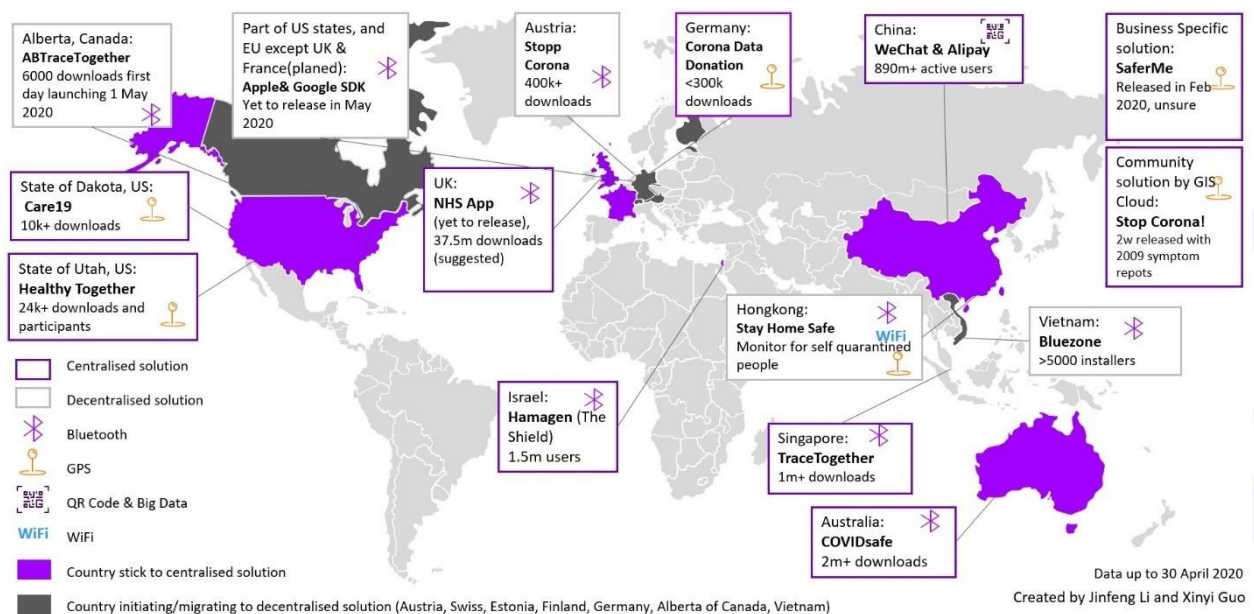 Alberta, Canada:
ABTraceTogether
6000 downloads first
day launching 1 May
2020
Part of US states, and
EU except UK &
France(planed):
Apple& Google SDK
Yet to release in May
2020
Austria:
Stopp
Corona
400k+
downloads
Germany:
Corona Data
Donation
<300k
downloads
China:
WeChat & Alipay
890m+ active users
Business Specific
solution:
SaferMe
Released in Feb
2020, unsure
State of Dakota, US:
Care19
10k+ downloads
UK:
NHS App
(yet to release),
37.5m downloads
(suggested)
Community
solution by GIS
Cloud:
Stop Corona!
2w released with
2009 symptom
repots
State of Utah, US:
Healthy Together
24k+ downloads and
participants
Hongkong:
Stay Home Safe
WiFi
Monitor for self quarantined
people
Vietnam:
Bluezone
>5000 installers
Israel:
Hamagen (The
Shield)
1.5m users
Singapore:
TraceTogether
1m+ downloads
Australia:
COVIDsafe
2m+ downloads
Centralised solution
Decentralised solution
Bluetooth
GPS
QR Code & Big Data
WiFi WiFi
Country stick to centralised solution
Country initiating/migrating to decentralised solution (Austria, Swiss, Estonia, Finland, Germany, Alberta of Canada, Vietnam)
Data up to 30 April 2020
Created by Jinfeng Li and Xinyi Guo